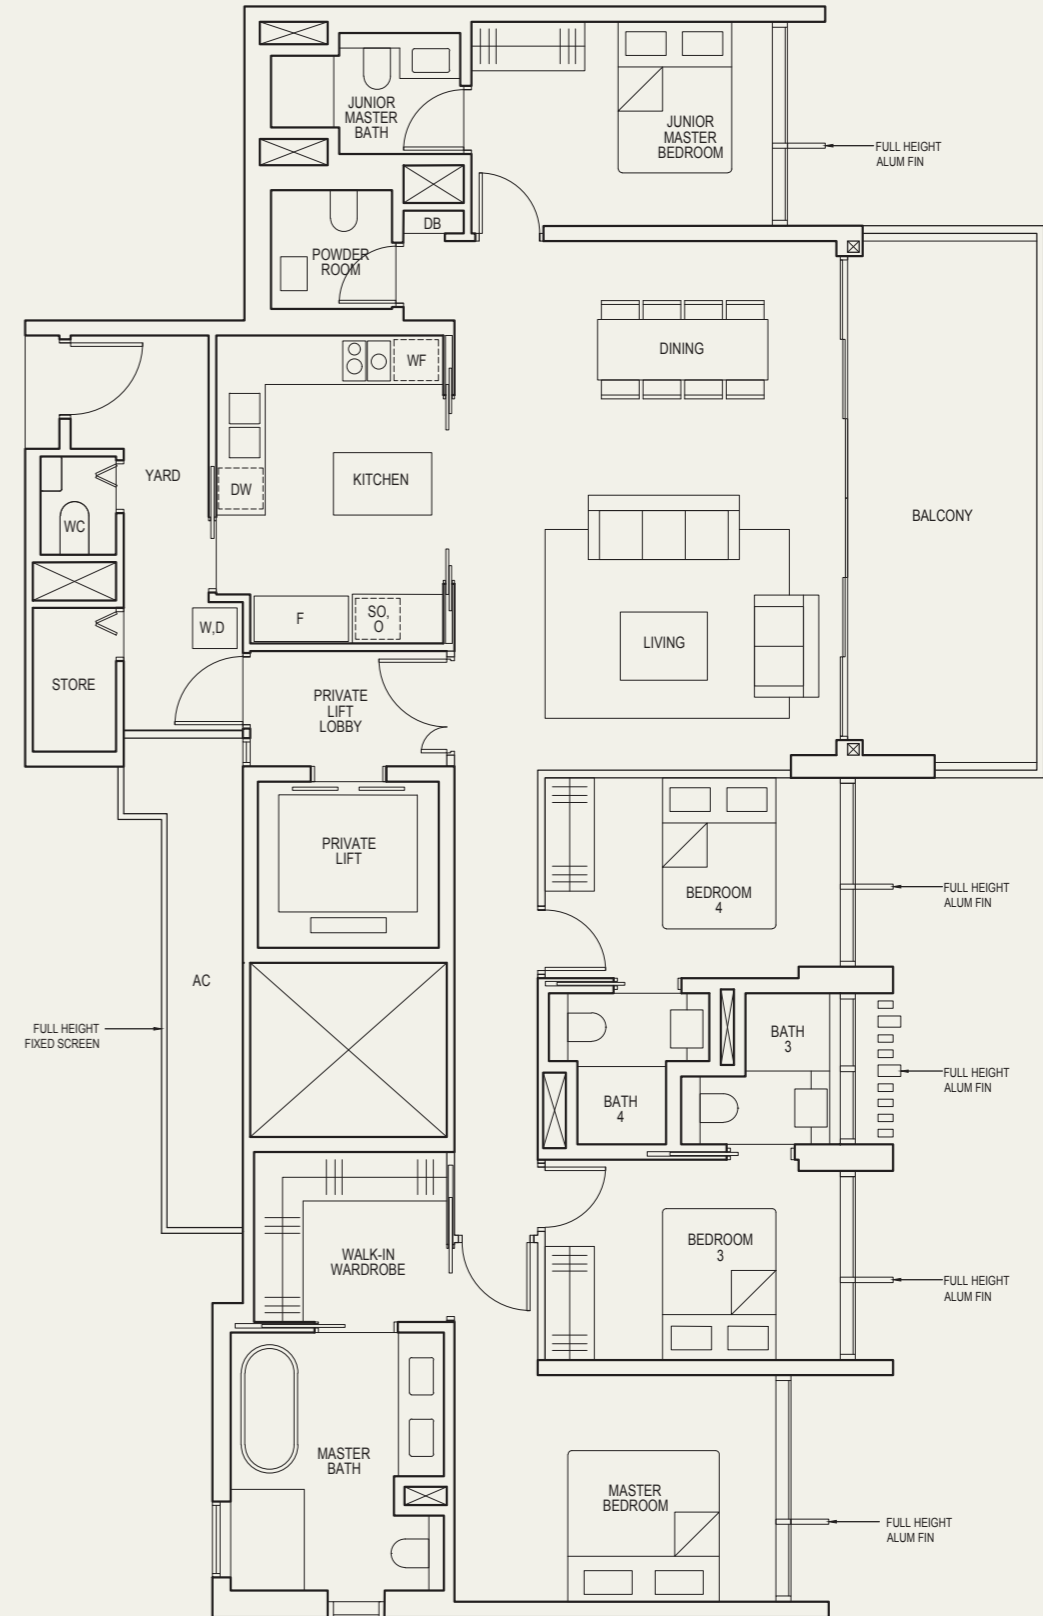 JUNIOR
MASTER
BATH
JUNIOR
MASTER
BEDROOM
FULL HEIGHT
ALUM FIN
DB
POWDER
ROOM
DINING
WF
YARD
KITCHEN
DW
WC
BALCONY
F
SO,
O
W,D
LIVING
STORE
PRIVATE
LIFT
LOBBY
PRIVATE
LIFT
BEDROOM
4
FULL HEIGHT
ALUM FIN
AC
FULL HEIGHT
FIXED SCREEN
BATH
3
FULL HEIGHT
ALUM FIN
BATH
4
WALK-IN
WARDROBE
BEDROOM
3
FULL HEIGHT
ALUM FIN
MASTER
BATH
MASTER
BEDROOM
FULL HEIGHT
ALUM FIN